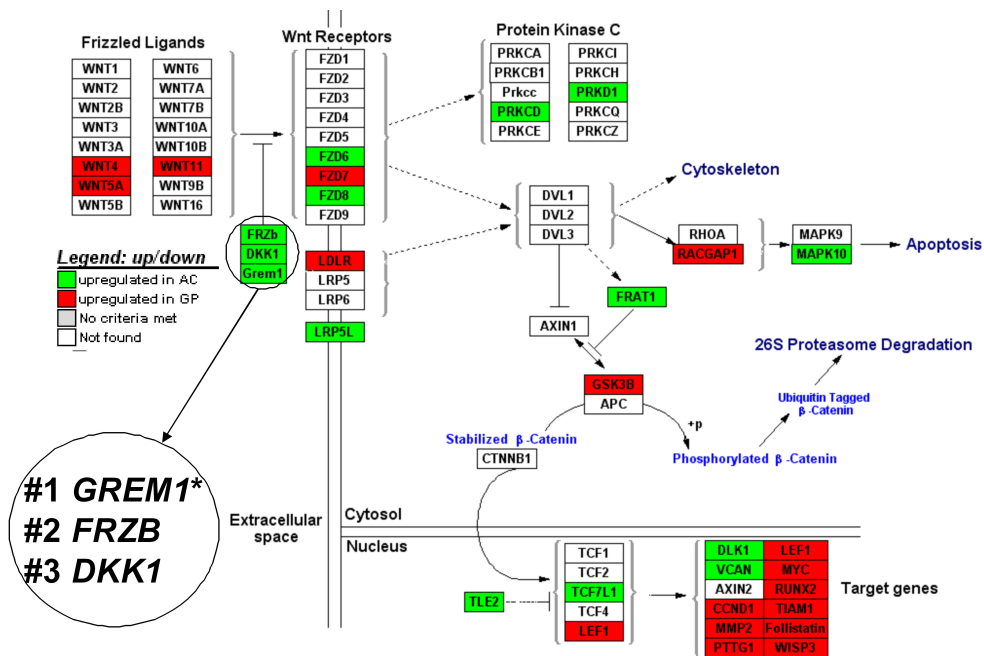 Frizzled Ligands
WNT1
WNT2
WNT2B
WNT3
WNT3A
WNT4
WNT5A
WNT5B
WNT6
WNT7A
WNT7B
WNT10A
WNT10B
WNT11
WNT9B
WNT16
Wnt Receptors
FZD1
FZD2
FZD3
FZD4
FZD5
FZD6
FZD7
FZD8
FZD9
LDLR
LRP5
LRP6
LRP5L
Protein Kinase C
PRKCA
PRKCB1
Prkcc
PRKCD
PRKCE
PRKCI
PRKCH
PRKD1
PRKCQ
PRKCZ
FRZb
DKK1
Grem1
Legend: up/down
upregulated in AC
upregulated in GP
No criteria met
Not found
#1 GREM1*
#2 FRZB
#3 DKK1
DVL1
DVL2
DVL3
Cytoskeleton
RHOA
RACGAP1
MAPK9
MAPK10
Apoptosis
FRAT1
AXIN1
GSK3B
APC
+p
26S Proteasome Degradation
Ubiquitin Tagged
β-Catenin
Phosphorylated β-Catenin
Stabilized β-Catenin
CTNNB1
Extracellular
space
Cytosol
Nucleus
TLE2
TCF1
TCF2
TCF7L1
TCF4
LEF1
DLK1
VCAN
AXIN2
CCND1
MMP2
PTTG1
LEF1
MYC
RUNX2
TIAM1
Follistatin
WISP3
Target genes